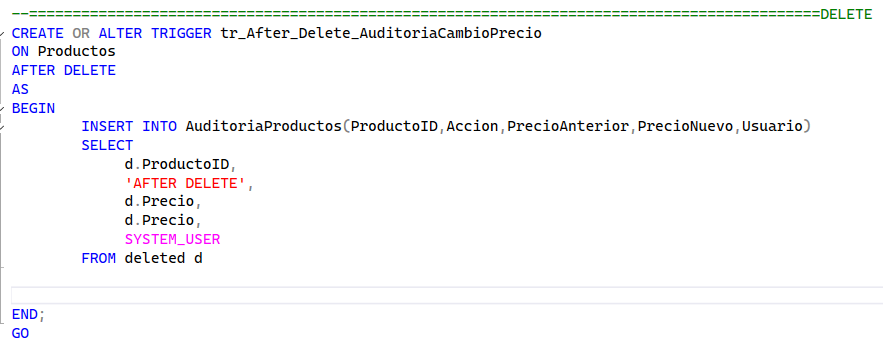 --===========================================================================================DELETE
CREATE OR ALTER TRIGGER tr_After_Delete_AuditoriaCambioPrecio
ON Productos
AFTER DELETE
AS
BEGIN
INSERT INTO AuditoriaProductos(ProductoID,Accion,PrecioAnterior,PrecioNuevo,Usuario)
SELECT
d.ProductoID,
'AFTER DELETE',
d.Precio,
d.Precio,
SYSTEM_USER
FROM deleted d
END;
GO